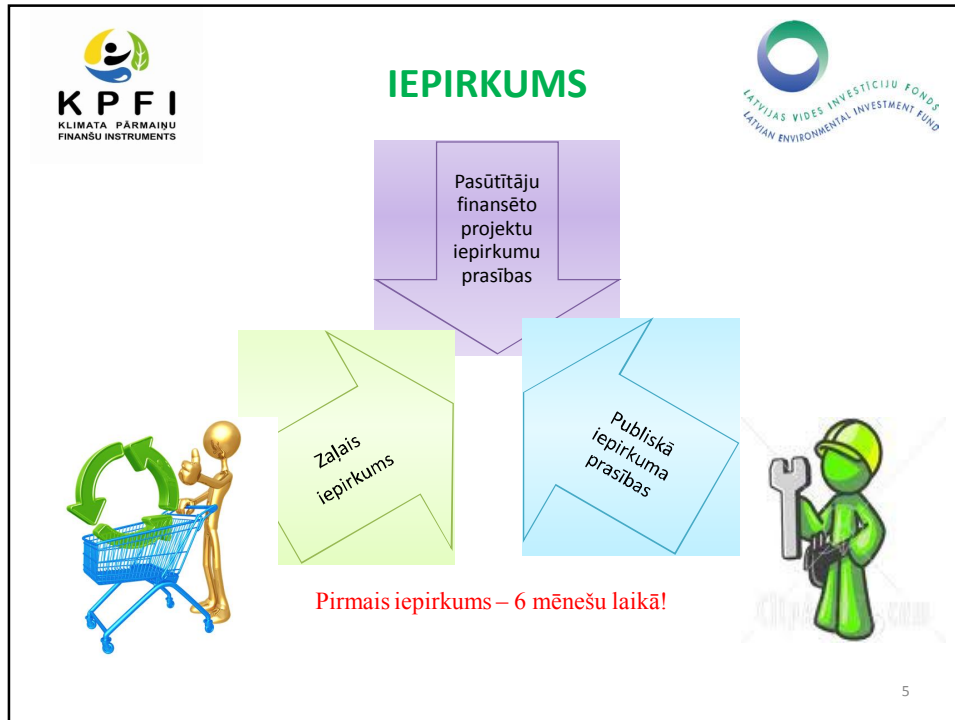 KPFI
KLIMATA PĀRMAIŅU
FINANŠU INSTRUMENTS
IEPIRKUMS
LATVIJAS VIDES INVESTĪCIJU FONDS
LATVIAN ENVIRONMENTAL INVESTMENT FUND
Pasūtītāju
finansēto
projektu
iepirkumu
prasības
Zaļais
iepirkums
Publiskā
iepirkuma
prasības
Pirmais iepirkums – 6 mēnešu laikā!
5